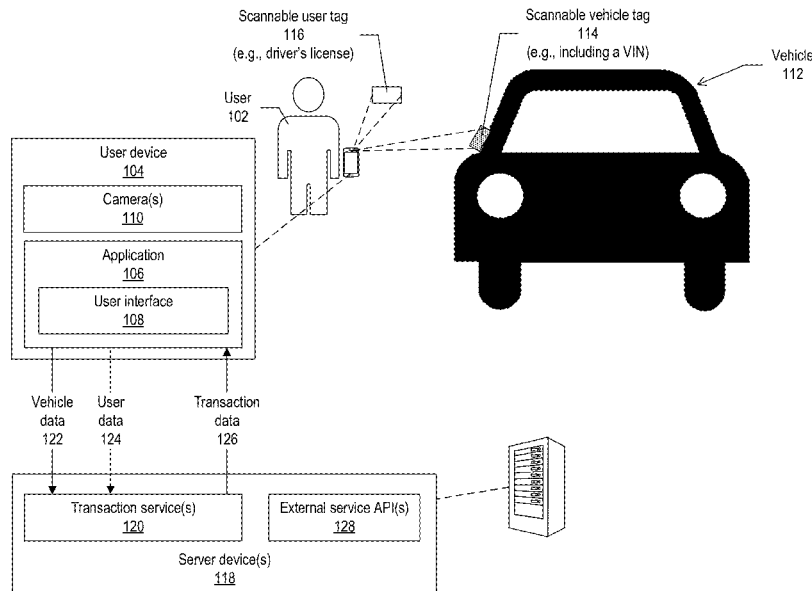 Scannable user tag
116
(e.g., driver's license)
Scannable vehicle tag
114
(e.g., including a VIN)
Vehicle
112
User
102
User device
104
Camera(s)
110
Application
106
User interface
108
Vehicle
data
122
User
data
124
Transaction
data
126
Transaction service(s)
120
External service API(s)
128
Server device(s)
118